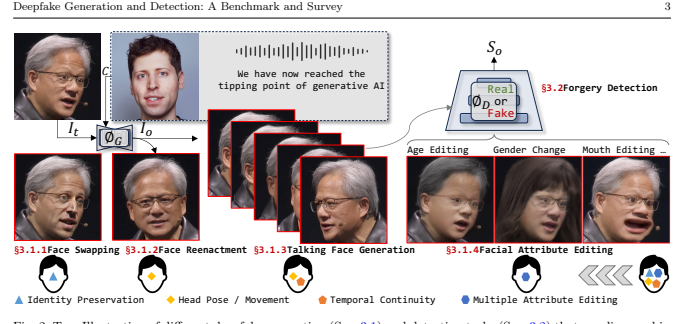 Deepfake Generation and Detection: A Benchmark and Survey 3
We have now reached the
tipping point of generative AI
C
I_t
Ø_G
I_o
S_o
Ø_D
Real
or
Fake
§3.2Forgery Detection
Age Editing Gender Change Mouth Editing …
§3.1.1Face Swapping §3.1.2Face Reenactment §3.1.3Talking Face Generation §3.1.4Facial Attribute Editing
Identity Preservation Head Pose / Movement Temporal Continuity Multiple Attribute Editing